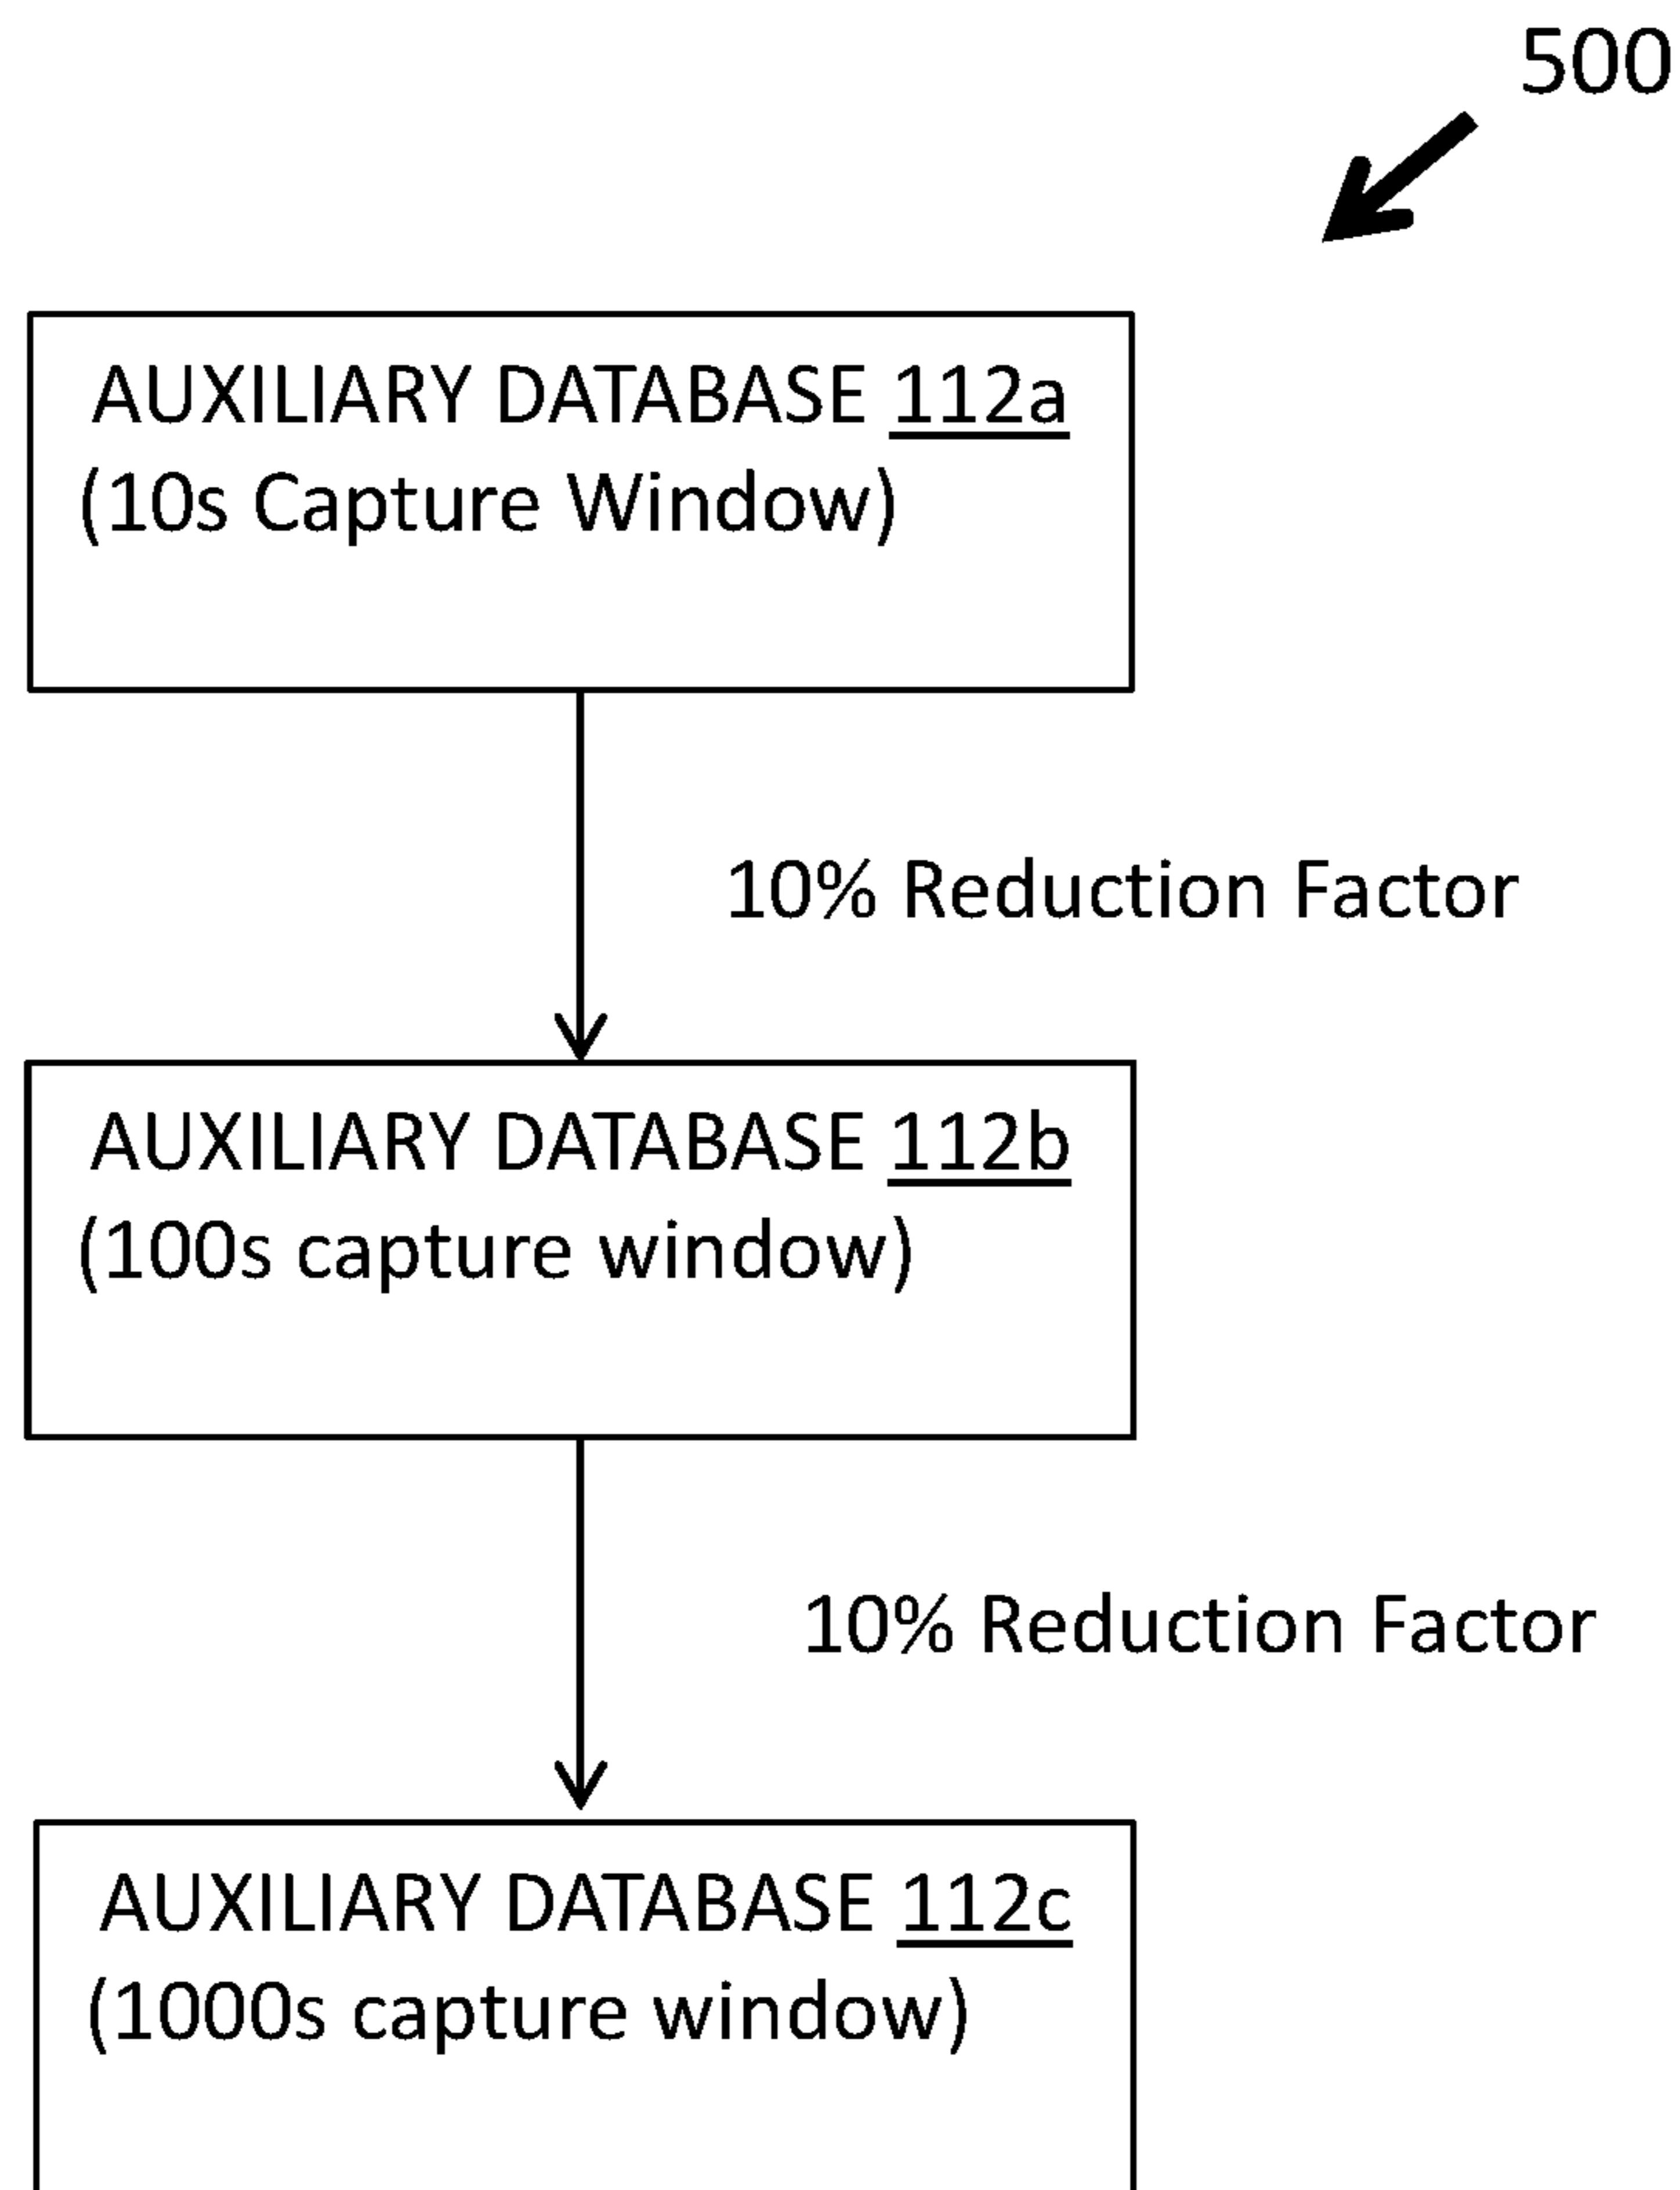 500
AUXILIARY DATABASE 112a
(10s Capture Window)
10% Reduction Factor
AUXILIARY DATABASE 112b
(100s capture window)
10% Reduction Factor
AUXILIARY DATABASE 112c
(1000s capture window)